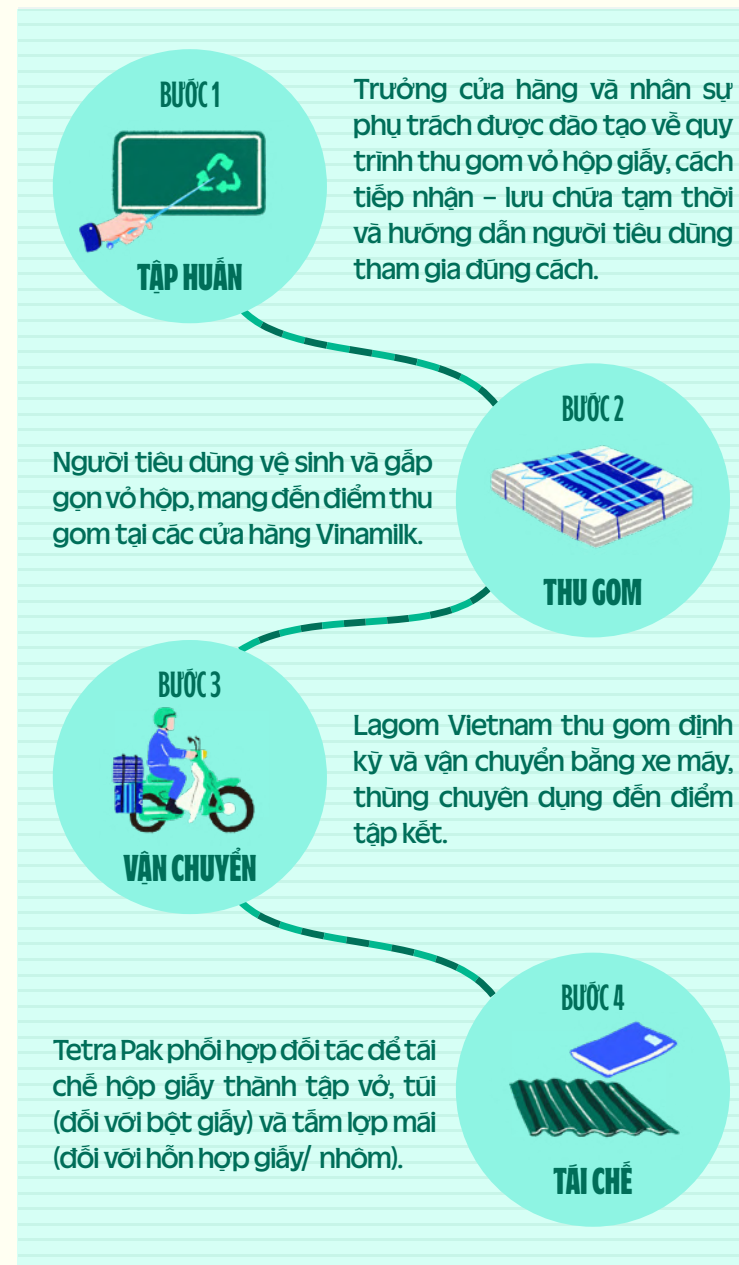 BƯỚC 1
TẬP HUẤN
Trưởng cửa hàng và nhân sự
phụ trách được đào tạo về quy
trình thu gom vỏ hộp giấy, cách
tiếp nhận – lưu chứa tạm thời
và hướng dẫn người tiêu dùng
tham gia đúng cách.
BƯỚC 2
THU GOM
Người tiêu dùng vệ sinh và gấp
gọn vỏ hộp, mang đến điểm thu
gom tại các cửa hàng Vinamilk.
BƯỚC 3
VẬN CHUYỂN
Lagom Vietnam thu gom định
kỳ và vận chuyển bằng xe máy,
thùng chuyên dụng đến điểm
tập kết.
BƯỚC 4
TÁI CHẾ
Tetra Pak phối hợp đối tác để tái
chế hộp giấy thành tập vở, túi
(đối với bột giấy) và tấm lợp mái
(đối với hỗn hợp giấy/ nhôm).